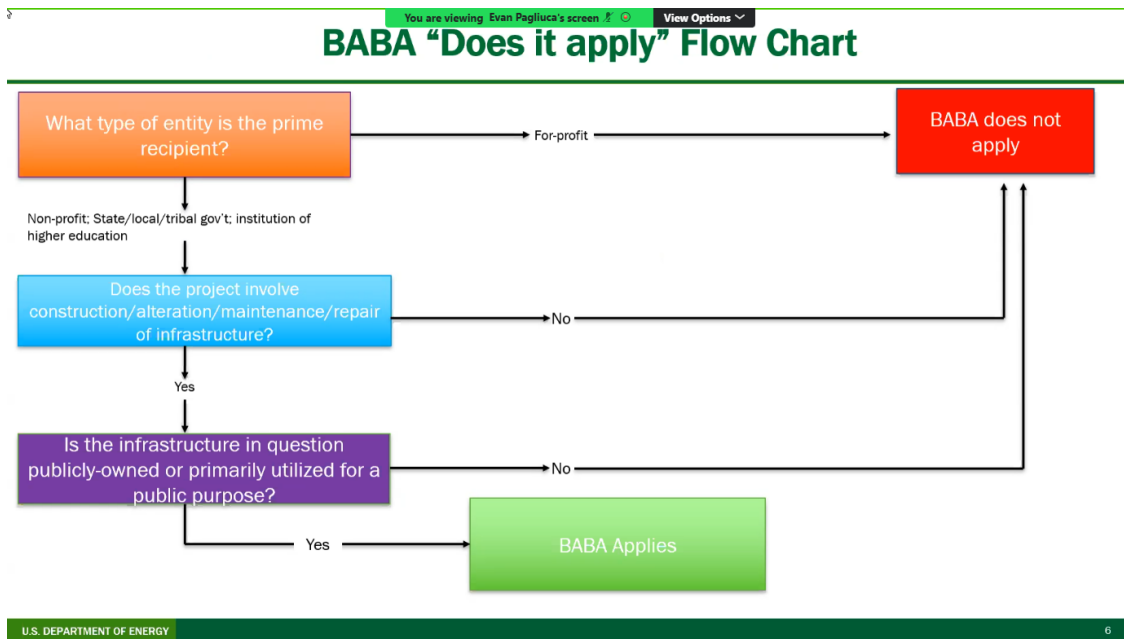 You are viewing Evan Pagliuca's screen
View Options
BABA “Does it apply” Flow Chart
What type of entity is the prime
recipient?
For-profit
BABA does not
apply
Non-profit; State/local/tribal gov't; institution of
higher education
Does the project involve
construction/alteration/maintenance/repair
of infrastructure?
No
Yes
Is the infrastructure in question
publicly-owned or primarily utilized for a
public purpose?
No
Yes
BABA Applies
U.S. DEPARTMENT OF ENERGY
6